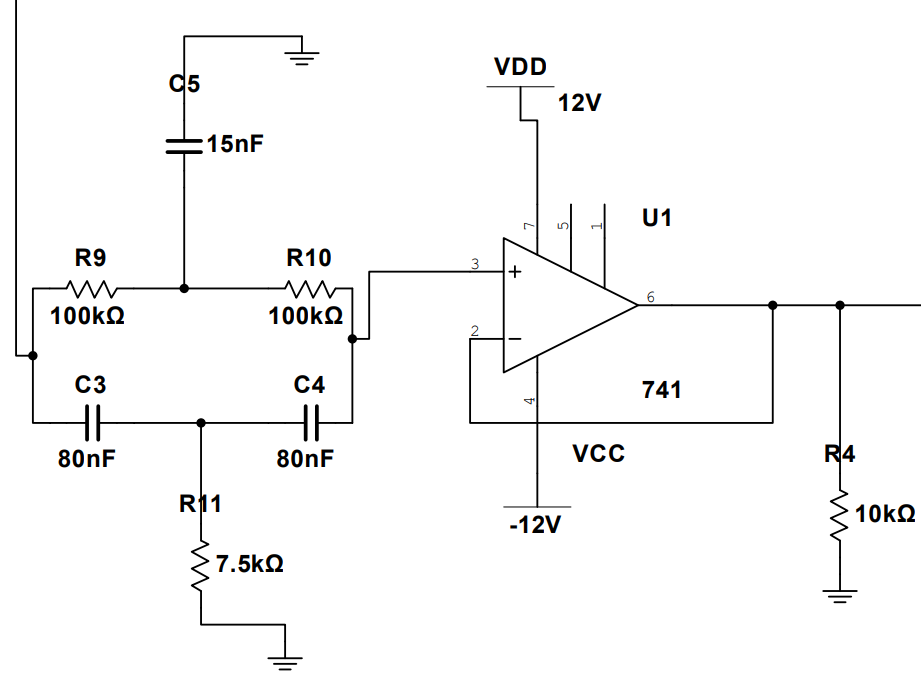 C5
15nF
VDD
12V
7
5
1
U1
R9
R10
100kΩ
100kΩ
3
6
2
C3
C4
741
4
80nF
80nF
VCC
R4
R11
-12V
10kΩ
7.5kΩ